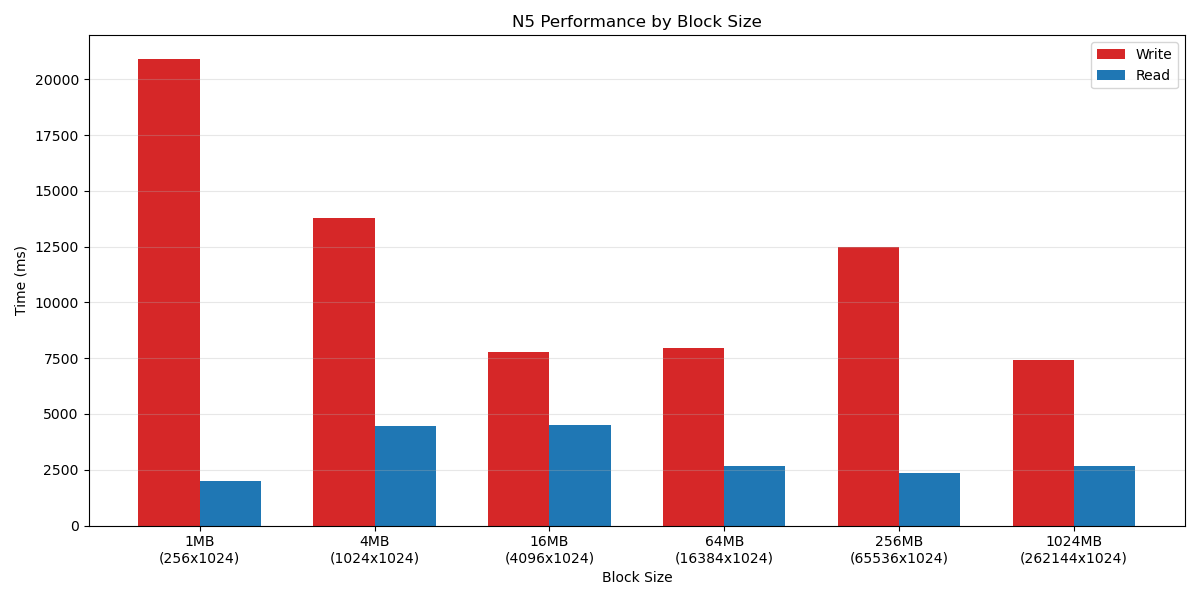 N5 Performance by Block Size
Write
Read
Time (ms)
20000
17500
15000
12500
10000
7500
5000
2500
0
1MB
(256x1024)
4MB
(1024x1024)
16MB
(4096x1024)
64MB
(16384x1024)
256MB
(65536x1024)
1024MB
(262144x1024)
Block Size